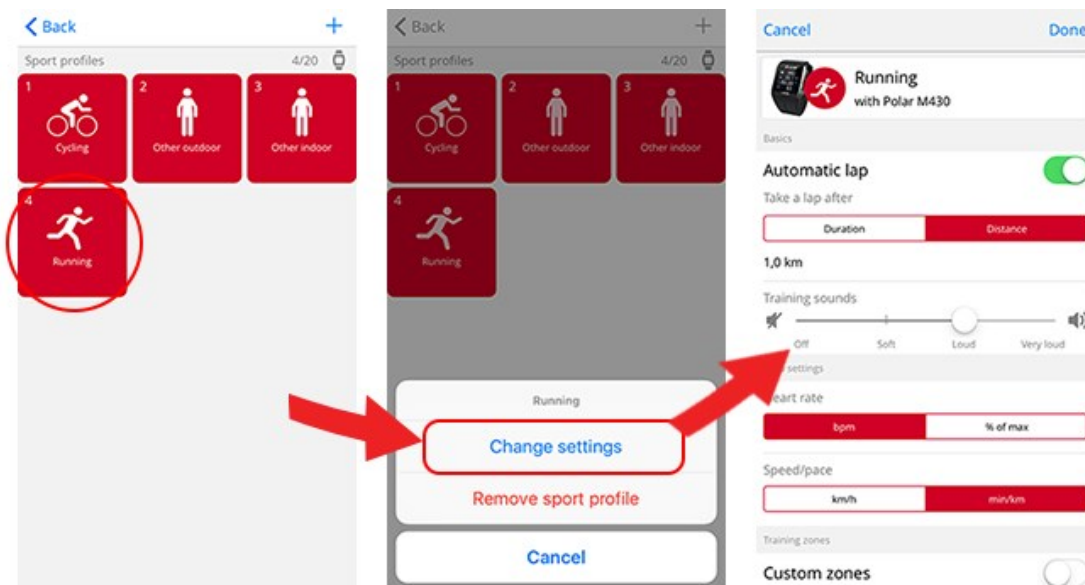 Back
Sport profiles 4/20
1 2 3
Cycling Other outdoor Other indoor
4
Running
Back
Sport profiles 4/20
1 2 3
Cycling Other outdoor Other indoor
4
Running
Running
Change settings
Remove sport profile
Cancel
Cancel Done
Running
with Polar M430
Basics
Automatic lap
Take a lap after
Duration Distance
1,0 km
Training sounds
Off Soft Loud Very loud
settings
eart rate
bpm % of max
Speed/pace
km/h min/km
Training zones
Custom zones